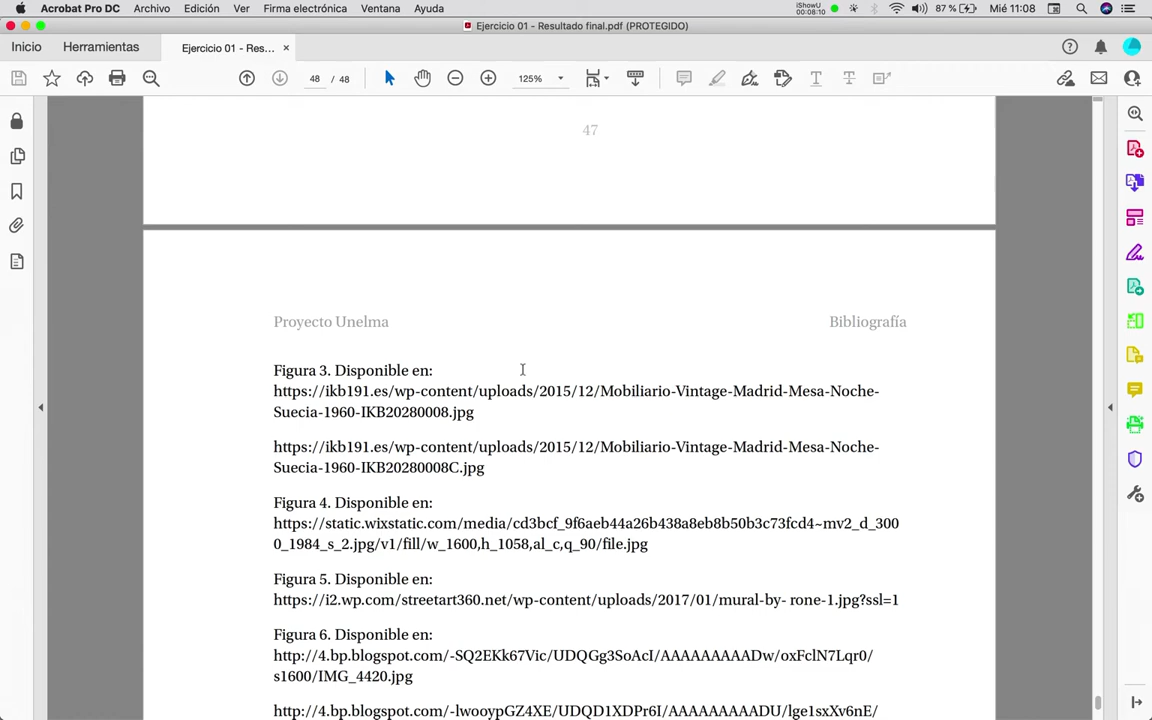 Acrobat Pro DC Archivo Edición Ver Firma electrónica Ventana Ayuda iShowU 00:08:10 87 % Mié 11:08
Ejercicio 01 - Resultado final.pdf (PROTEGIDO)
Inicio Herramientas Ejercicio 01 - Res... ×
48 / 48 125%
47
Proyecto Unelma Bibliografía
Figura 3. Disponible en:
https://ikb191.es/wp-content/uploads/2015/12/Mobiliario-Vintage-Madrid-Mesa-Noche-
Suecia-1960-IKB20280008.jpg
https://ikb191.es/wp-content/uploads/2015/12/Mobiliario-Vintage-Madrid-Mesa-Noche-
Suecia-1960-IKB20280008C.jpg
Figura 4. Disponible en:
https://static.wixstatic.com/media/cd3bcf_9f6aeb44a26b438a8eb8b50b3c73fcd4~mv2_d_300
0_1984_s_2.jpg/v1/fill/w_1600,h_1058,al_c,q_90/file.jpg
Figura 5. Disponible en:
https://i2.wp.com/streetart360.net/wp-content/uploads/2017/01/mural-by- rone-1.jpg?ssl=1
Figura 6. Disponible en:
http://4.bp.blogspot.com/-SQ2EKk67Vic/UDQGg3SoAcI/AAAAAAAAADw/oxFclN7Lqr0/
s1600/IMG_4420.jpg
http://4.bp.blogspot.com/-lwooypGZ4XE/UDQD1XDPr6I/AAAAAAAAADU/lge1sxXv6nE/